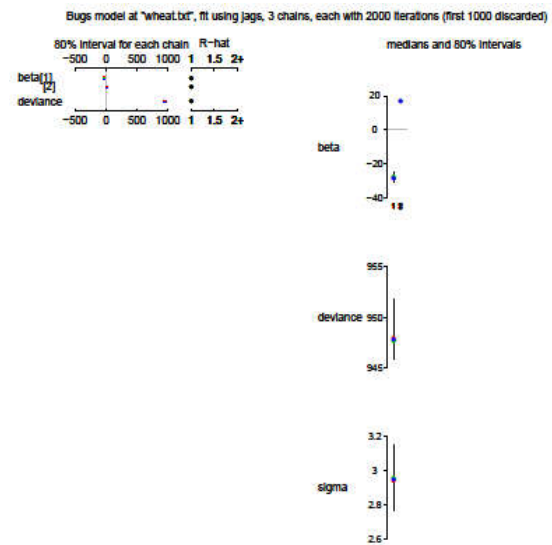 Bugs model at "wheat.txt", fit using jags, 3 chains, each with 2000 iterations (first 1000 discarded)
80% interval for each chain R-hat
-500 0 500 1000 1 1.5 2+
beta[1]
[2]
deviance
-500 0 500 1000 1 1.5 2+
medians and 80% intervals
beta
20
0
-20
-40
1 2
deviance
955
950
945
sigma
3.2
3
2.8
2.6